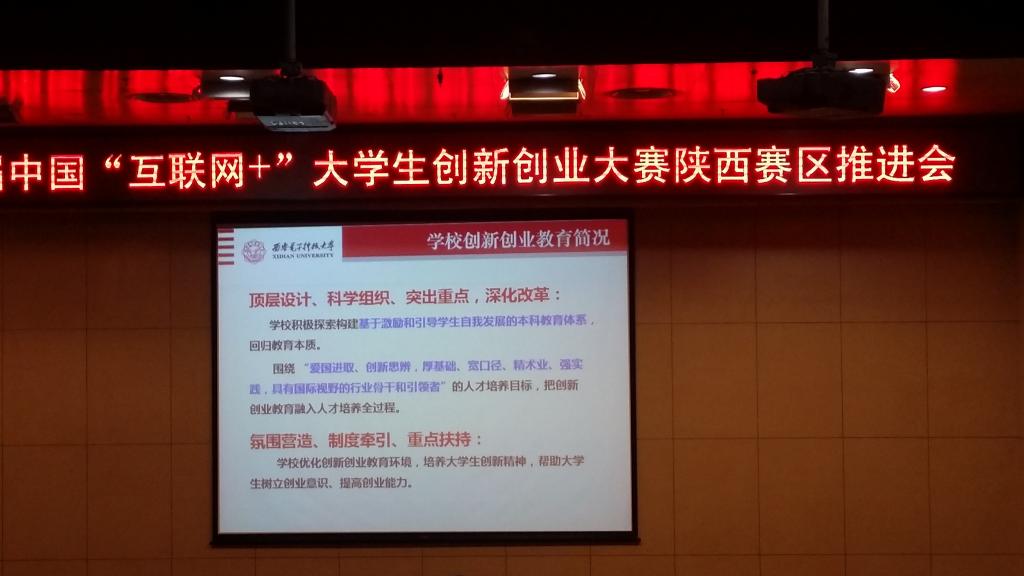 届中国“互联网+”大学生创新创业大赛陕西赛区推进会
西安电子科技大学
XIDIAN UNIVERSITY
学校创新创业教育简况
顶层设计、科学组织、突出重点，深化改革：
学校积极探索构建基于激励和引导学生自我发展的本科教育体系，
回归教育本质。
围绕“爱国进取、创新思辨，厚基础、宽口径、精术业、强实
践，具有国际视野的行业骨干和引领者”的人才培养目标，把创新
创业教育融入人才培养全过程。
氛围营造、制度牵引、重点扶持：
学校优化创新创业教育环境，培养大学生创新精神，帮助大学
生树立创业意识、提高创业能力。